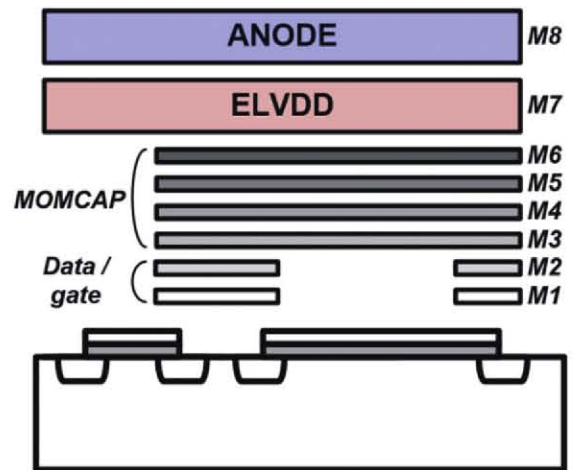 ANODE M8
ELVDD M7
M6
M5
MOMCAP M4
M3
Data / M2
gate M1